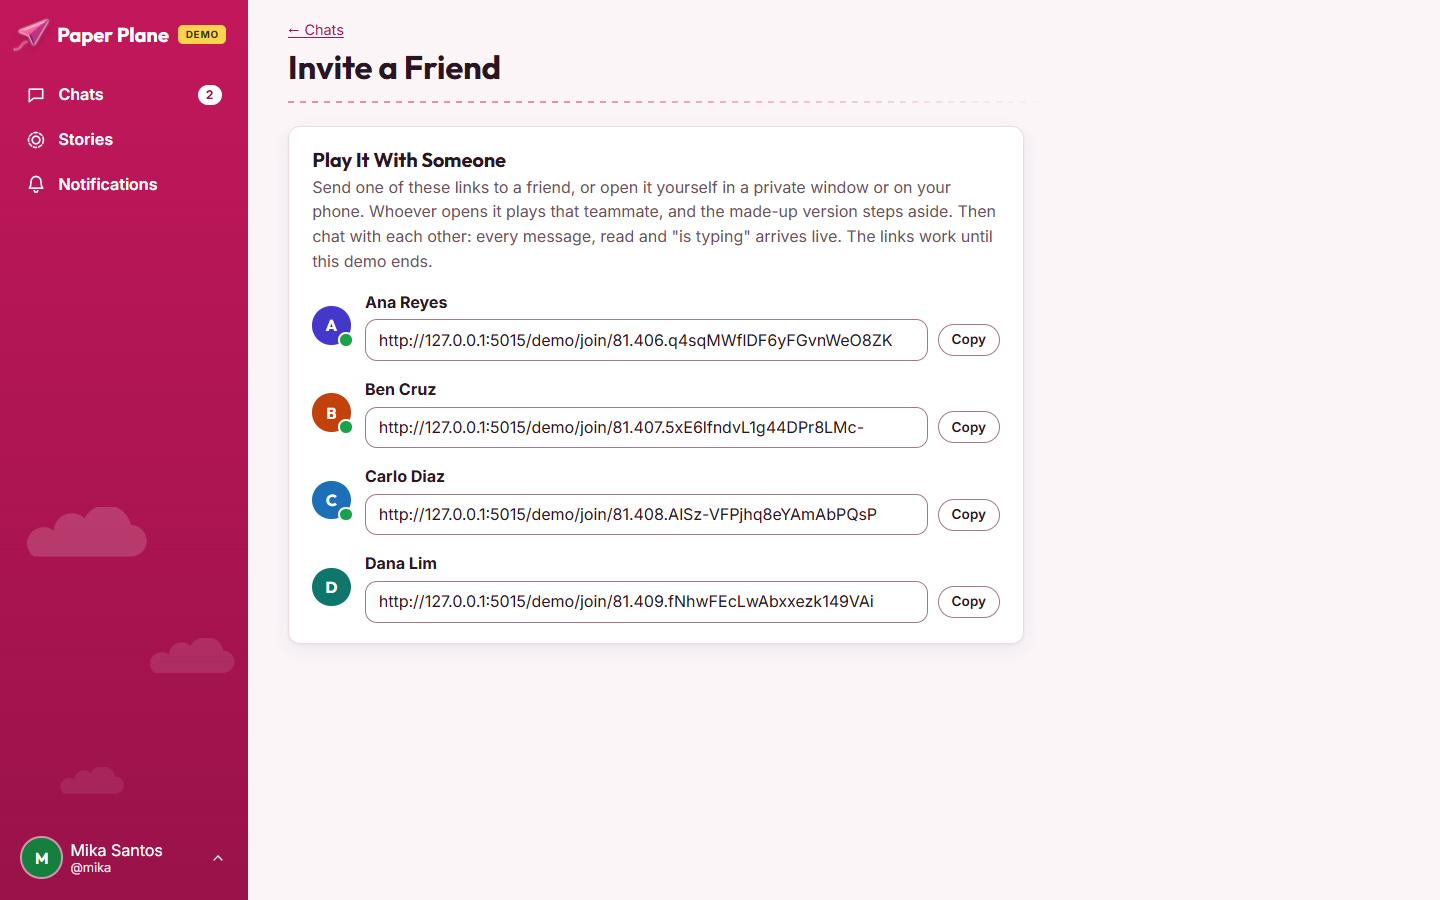 Paper Plane DEMO
Chats 2
Stories
Notifications
← Chats
Invite a Friend
Play It With Someone
Send one of these links to a friend, or open it yourself in a private window or on your
phone. Whoever opens it plays that teammate, and the made-up version steps aside. Then
chat with each other: every message, read and "is typing" arrives live. The links work until
this demo ends.
Ana Reyes
A
http://127.0.0.1:5015/demo/join/81.406.q4sqMWflDF6yFGvnWeO8ZK Copy
Ben Cruz
B
http://127.0.0.1:5015/demo/join/81.407.5xE6lfndvL1g44DPr8LMc- Copy
Carlo Diaz
C
http://127.0.0.1:5015/demo/join/81.408.AlSz-VFPjhq8eYAmAbPQsP Copy
Dana Lim
D
http://127.0.0.1:5015/demo/join/81.409.fNhwFEcLwAbxxezk149VAi Copy
M
Mika Santos
@mika